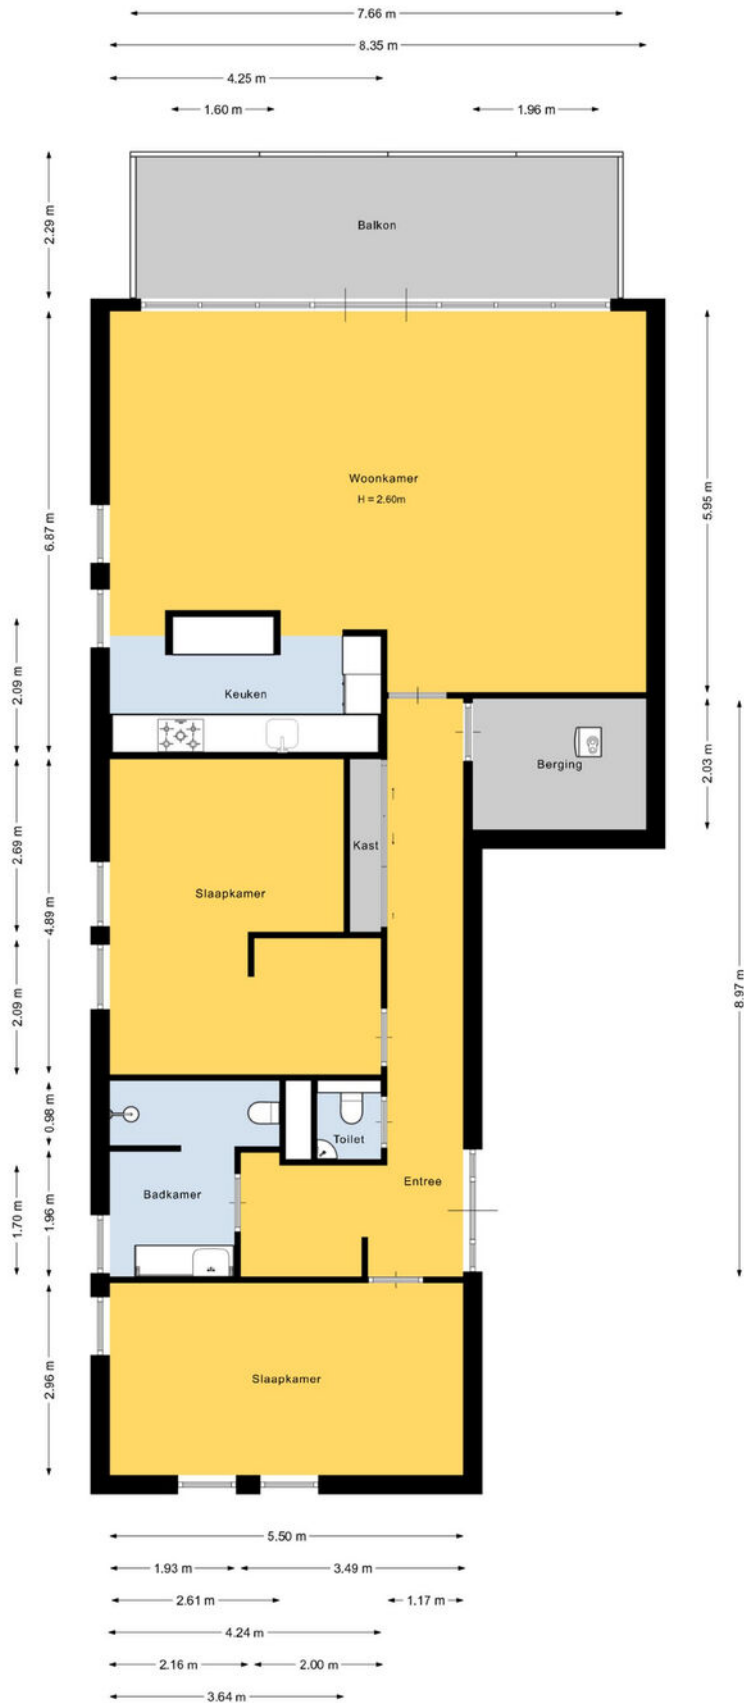 7.66 m
8.35 m
4.25 m
1.60 m
1.96 m
2.29 m
Balkon
Woonkamer
H = 2.60m
6.87 m
5.95 m
2.09 m
Keuken
Berging
2.03 m
2.69 m
4.89 m
Kast
Slaapkamer
2.09 m
8.97 m
0.98 m
Toilet
Entree
Badkamer
1.70 m
1.96 m
Slaapkamer
2.96 m
5.50 m
1.93 m
3.49 m
2.61 m
1.17 m
4.24 m
2.16 m
2.00 m
3.64 m